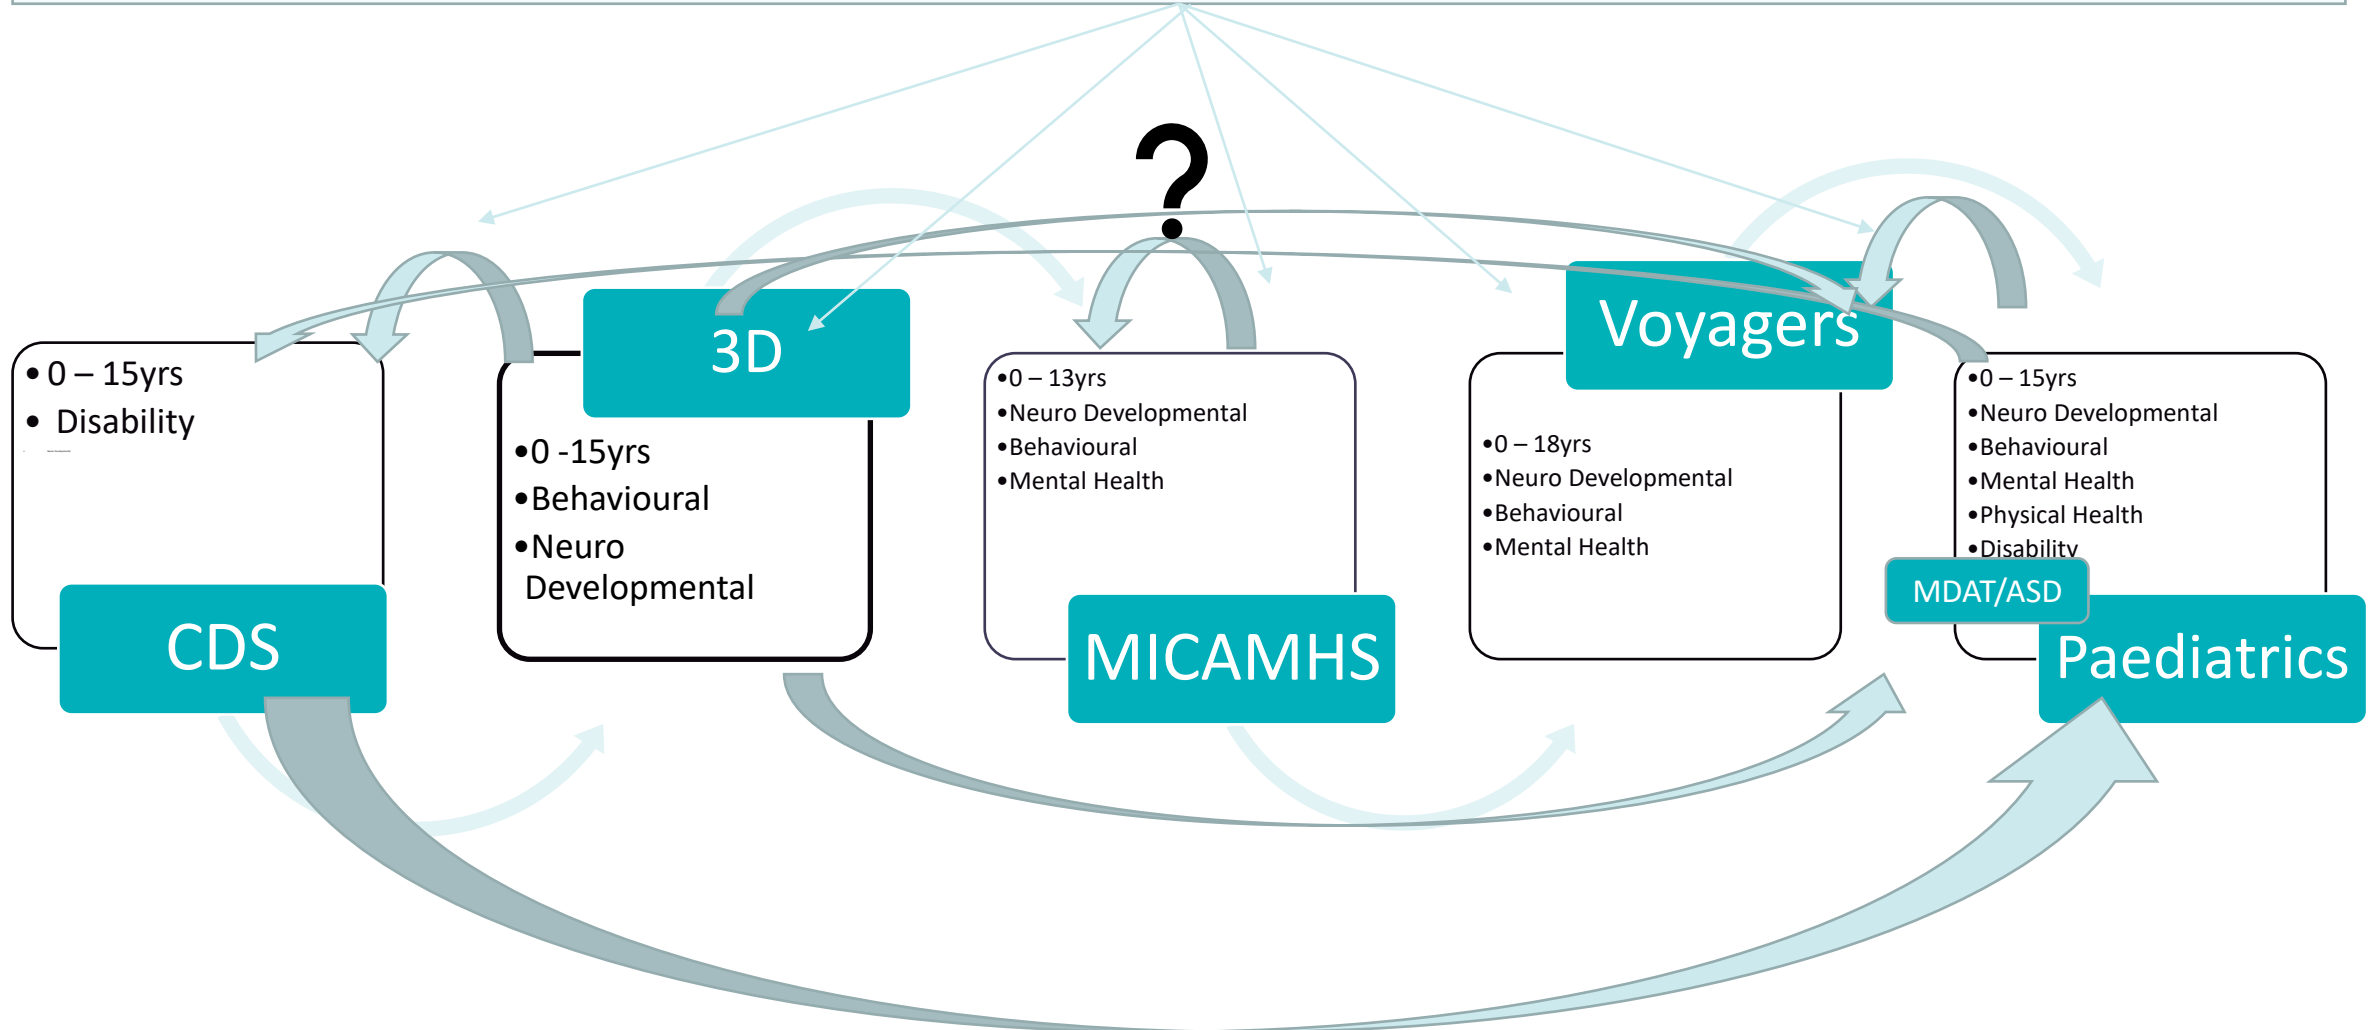 ?
• 0 – 15yrs
• Disability
CDS
3D
•0 -15yrs
•Behavioural
•Neuro
Developmental
•0 – 13yrs
•Neuro Developmental
•Behavioural
•Mental Health
MICAMHS
Voyagers
•0 – 18yrs
•Neuro Developmental
•Behavioural
•Mental Health
•0 – 15yrs
•Neuro Developmental
•Behavioural
•Mental Health
•Physical Health
•Disability
MDAT/ASD
Paediatrics